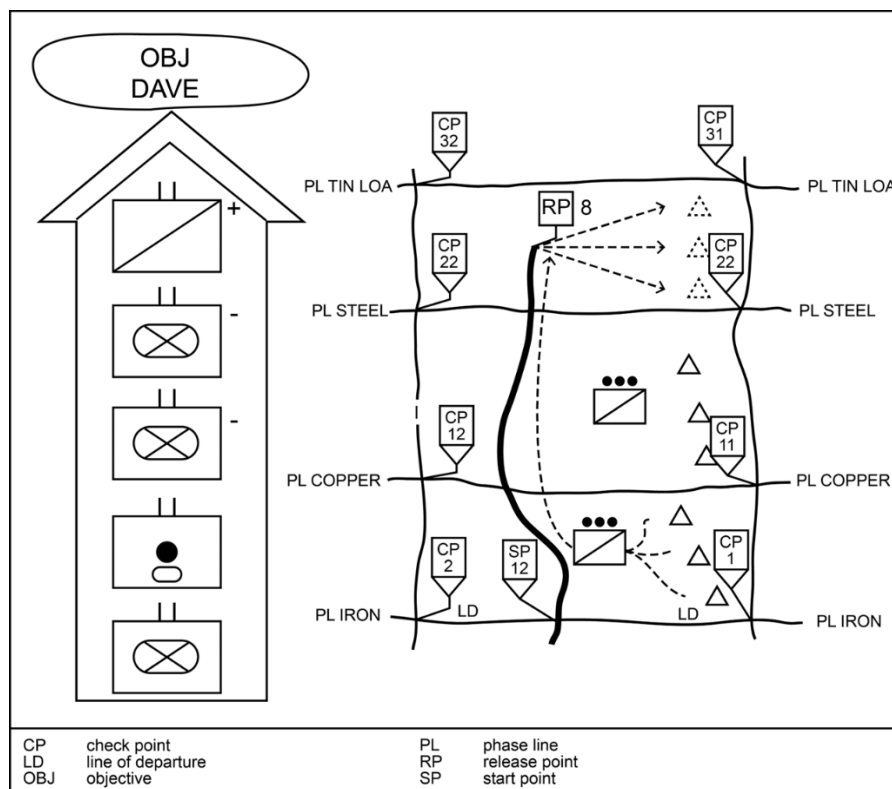 OBJ
DAVE
+
-
-
CP
32
CP
31
PL TIN LOA
PL TIN LOA
RP 8
CP
22
CP
22
PL STEEL
PL STEEL
CP
12
CP
11
PL COPPER
PL COPPER
CP
2
SP
12
CP
1
LD
LD
PL IRON
PL IRON
CP check point
LD line of departure
OBJ objective
PL phase line
RP release point
SP start point